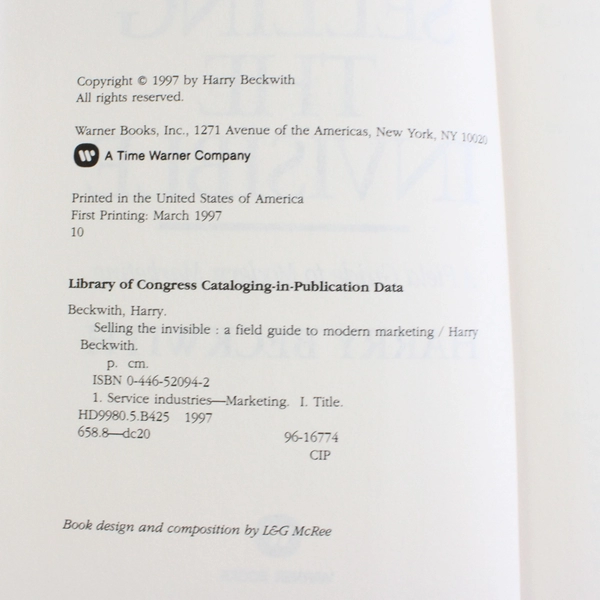 Copyright © 1997 by Harry Beckwith
All rights reserved.
Warner Books, Inc., 1271 Avenue of the Americas, New York, NY 10020
A Time Warner Company
Printed in the United States of America
First Printing: March 1997
10
Library of Congress Cataloging-in-Publication Data
Beckwith, Harry.
Selling the invisible : a field guide to modern marketing / Harry
Beckwith.
p. cm.
ISBN 0-446-52094-2
1. Service industries—Marketing. I. Title.
HD9980.5.B425 1997
658.8—dc20 96-16774
CIP
Book design and composition by L&G McRee